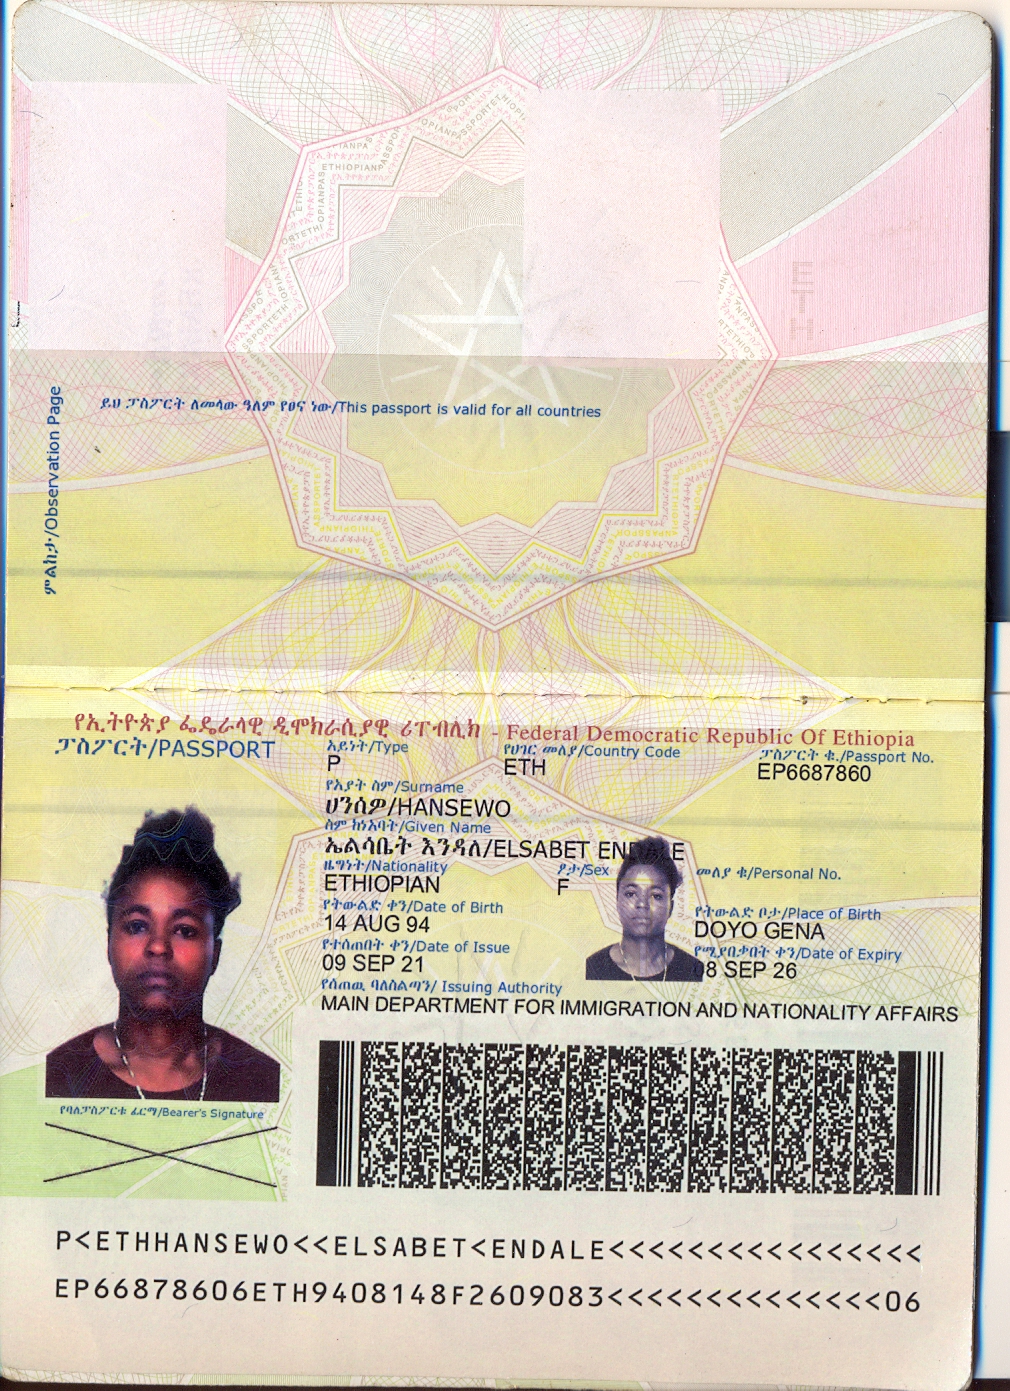 ይህ ፓስፖርት ለመላው ዓለም የፀና ነው/This passport is valid for all countries
ምልከታ/Observation Page
የኢትዮጵያ ፌዴራላዊ ዲሞክራሲያዊ ሪፐብሊክ - Federal Democratic Republic Of Ethiopia
ፓስፖርት/PASSPORT
አይነት/Type
P
የሀገር መለያ/Country Code
ETH
ፓስፖርት ቁ./Passport No.
EP6687860
የአያት ስም/Surname
ሀንሰዎ/HANSEWO
ስም ከነአባት/Given Name
ኤልሳቤት እንዳለ/ELSABET ENDALE
ዜግነት/Nationality
ETHIOPIAN
ፆታ/Sex
F
መለያ ቁ/Personal No.
የትውልድ ቀን/Date of Birth
14 AUG 94
የትውልድ ቦታ/Place of Birth
DOYO GENA
የተሰጠበት ቀን/Date of Issue
09 SEP 21
የሚያበቃበት ቀን/Date of Expiry
08 SEP 26
የሰጠዉ ባለስልጣን/ Issuing Authority
MAIN DEPARTMENT FOR IMMIGRATION AND NATIONALITY AFFAIRS
የባለፓስፖርቱ ፊርማ/Bearer's Signature
P<ETHHANSEWO<<ELSABET<ENDALE<<<<<<<<<<<<<<<<
EP66878606ETH9408148F2609083<<<<<<<<<<<<<<06